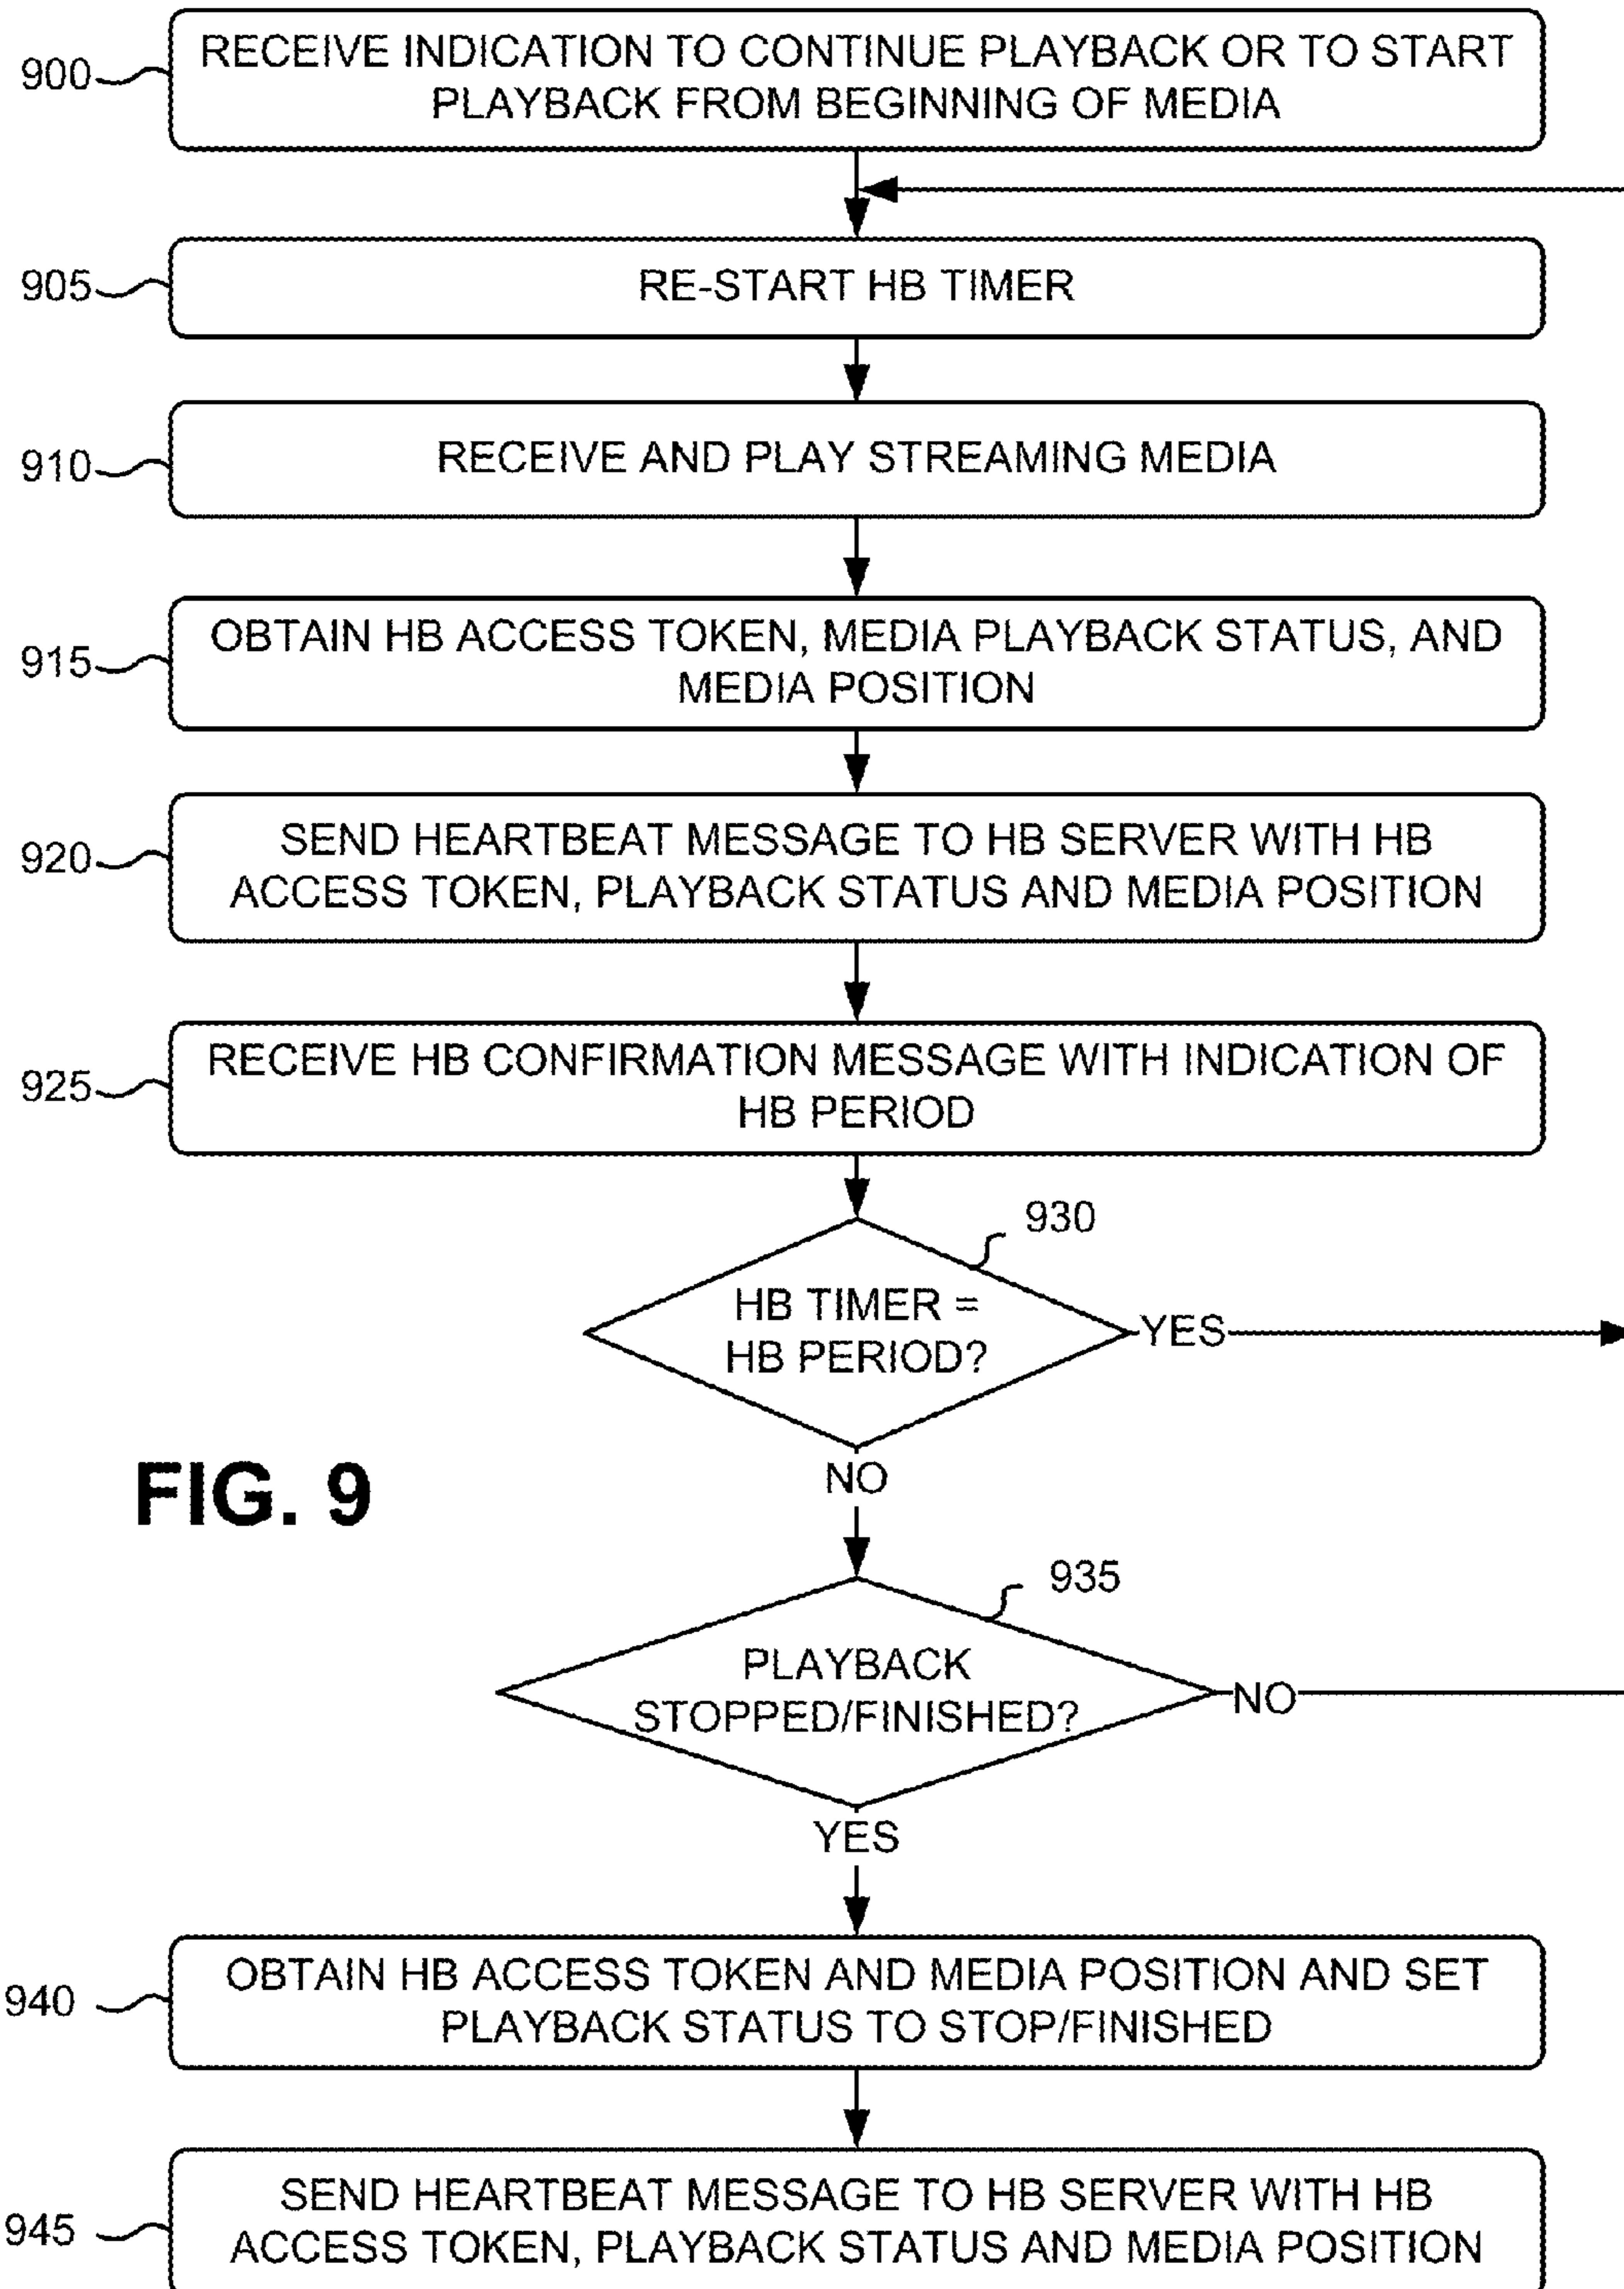 900
RECEIVE INDICATION TO CONTINUE PLAYBACK OR TO START
PLAYBACK FROM BEGINNING OF MEDIA
905
RE-START HB TIMER
910
RECEIVE AND PLAY STREAMING MEDIA
915
OBTAIN HB ACCESS TOKEN, MEDIA PLAYBACK STATUS, AND
MEDIA POSITION
920
SEND HEARTBEAT MESSAGE TO HB SERVER WITH HB
ACCESS TOKEN, PLAYBACK STATUS AND MEDIA POSITION
925
RECEIVE HB CONFIRMATION MESSAGE WITH INDICATION OF
HB PERIOD
930
HB TIMER =
HB PERIOD?
YES
NO
FIG. 9
935
PLAYBACK
STOPPED/FINISHED?
NO
YES
940
OBTAIN HB ACCESS TOKEN AND MEDIA POSITION AND SET
PLAYBACK STATUS TO STOP/FINISHED
945
SEND HEARTBEAT MESSAGE TO HB SERVER WITH HB
ACCESS TOKEN, PLAYBACK STATUS AND MEDIA POSITION